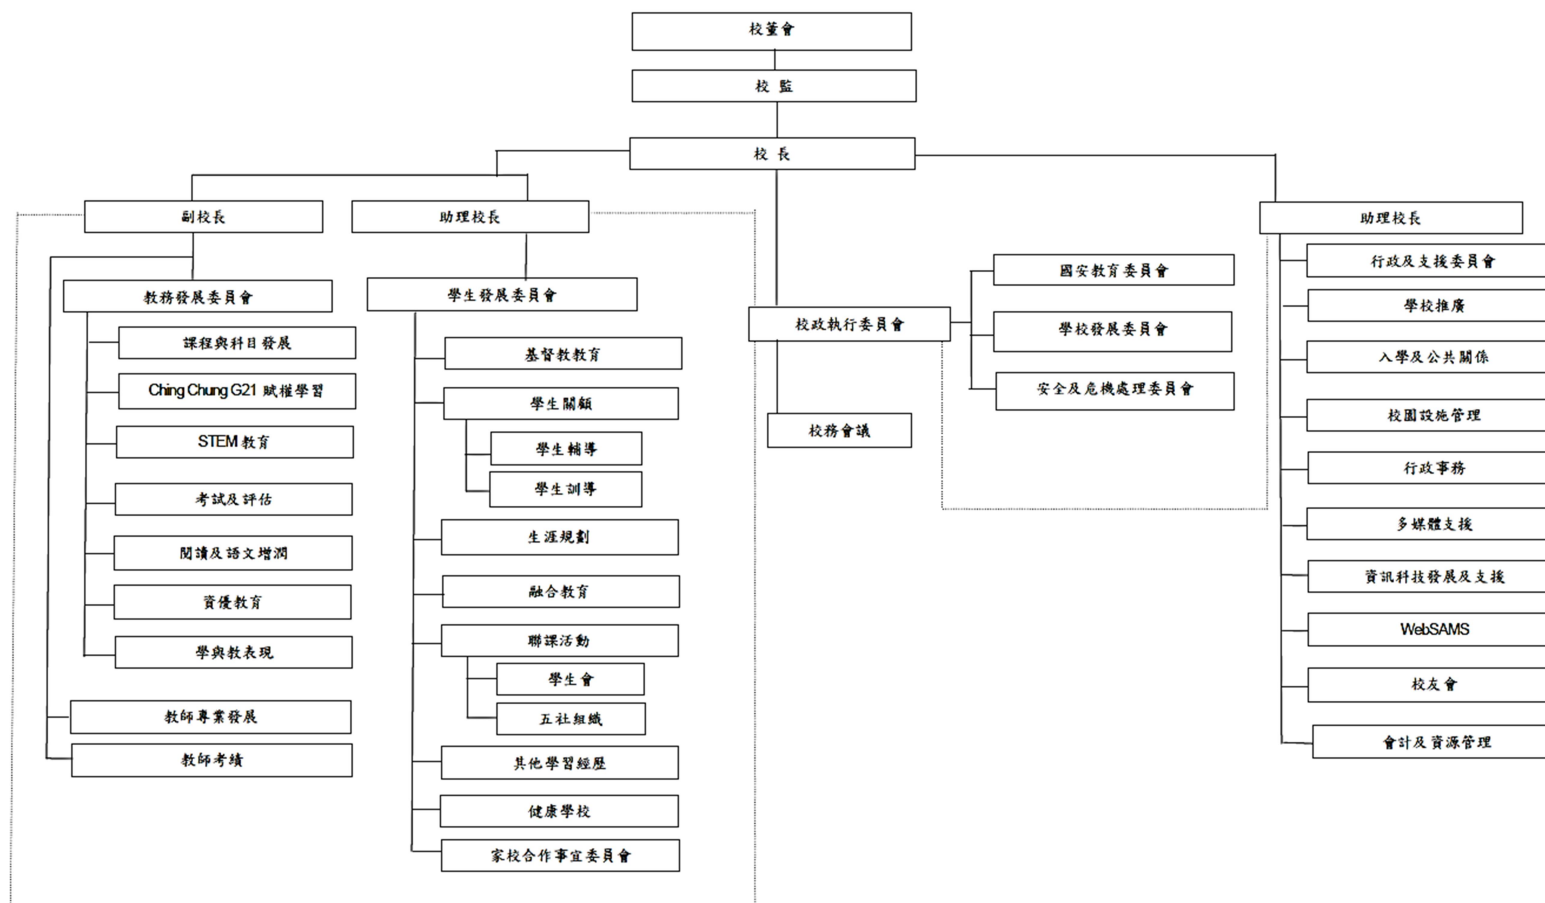 校董會
校 監
校 長
副校長
助理校長
教務發展委員會
課程與科目發展
Ching Chung G21 賦權學習
STEM 教育
考試及評估
閱讀及語文增潤
資優教育
學與教表現
教師專業發展
教師考績
學生發展委員會
基督教教育
學生關顧
學生輔導
學生訓導
生涯規劃
融合教育
聯課活動
學生會
五社組織
其他學習經歷
健康學校
家校合作事宜委員會
校政執行委員會
國安教育委員會
學校發展委員會
安全及危機處理委員會
校務會議
助理校長
行政及支援委員會
學校推廣
入學及公共關係
校園設施管理
行政事務
多媒體支援
資訊科技發展及支援
WebSAMS
校友會
會計及資源管理